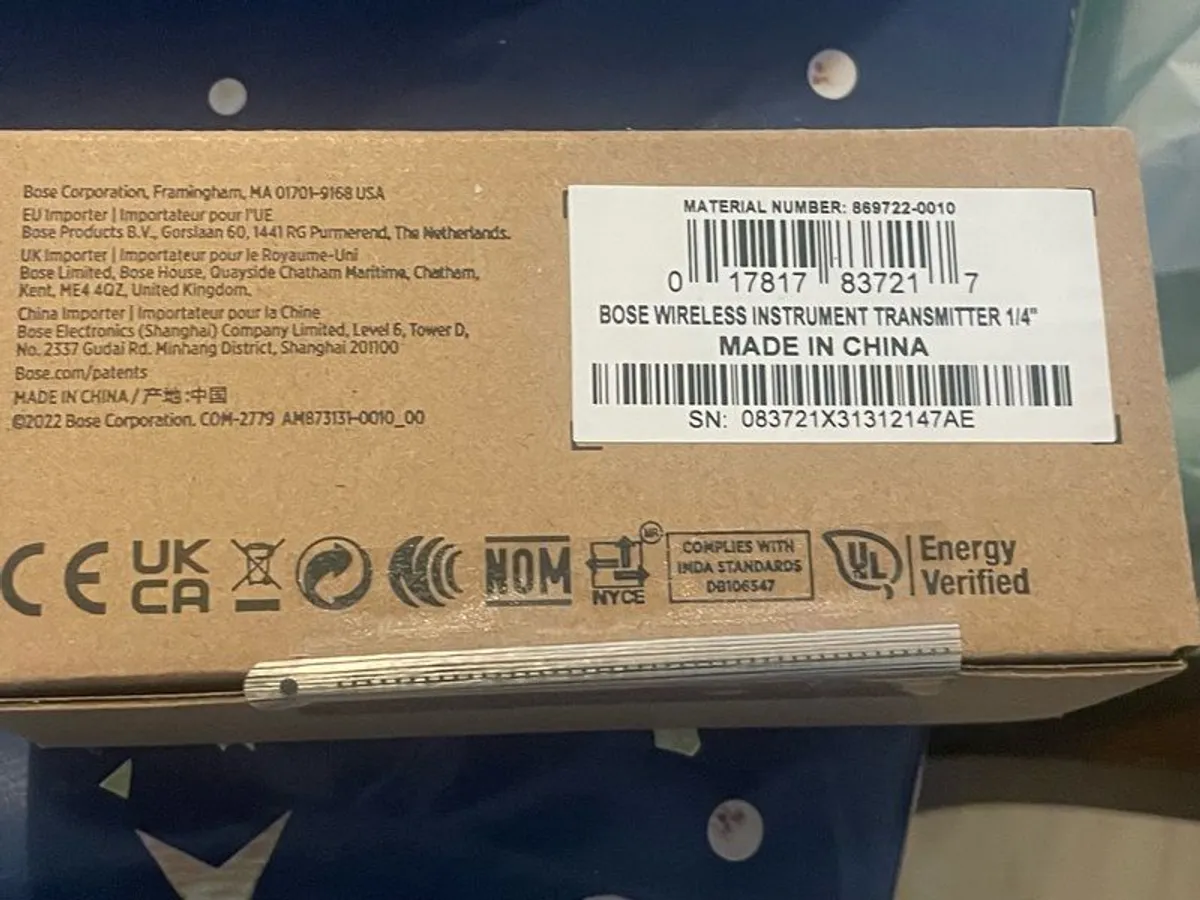 Bose Corporation, Framingham, MA 01701-9168 USA
EU Importer | Importateur pour l'UE
Bose Products B.V., Gorslaan 60, 1441 RG Purmerend, The Netherlands.
UK Importer | Importateur pour le Royaume-Uni
Bose Limited, Bose House, Quayside Chatham Maritime, Chatham,
Kent, ME4 4QZ, United Kingdom.
China Importer | Importateur pour la Chine
Bose Electronics (Shanghai) Company Limited, Level 6, Tower D,
No. 2337 Gudai Rd. Minhang District, Shanghai 201100
Bose.com/patents
MADE IN CHINA / 产地:中国
©2022 Bose Corporation. COM-2779 AM873131-0010_00
MATERIAL NUMBER: 869722-0010
0 17817 83721 7
BOSE WIRELESS INSTRUMENT TRANSMITTER 1/4"
MADE IN CHINA
SN: 083721X31312147AE
CE
UK
CA
NOM
MR
NYCE
COMPLIES WITH
IMDA STANDARDS
DB106547
UL
Energy
Verified